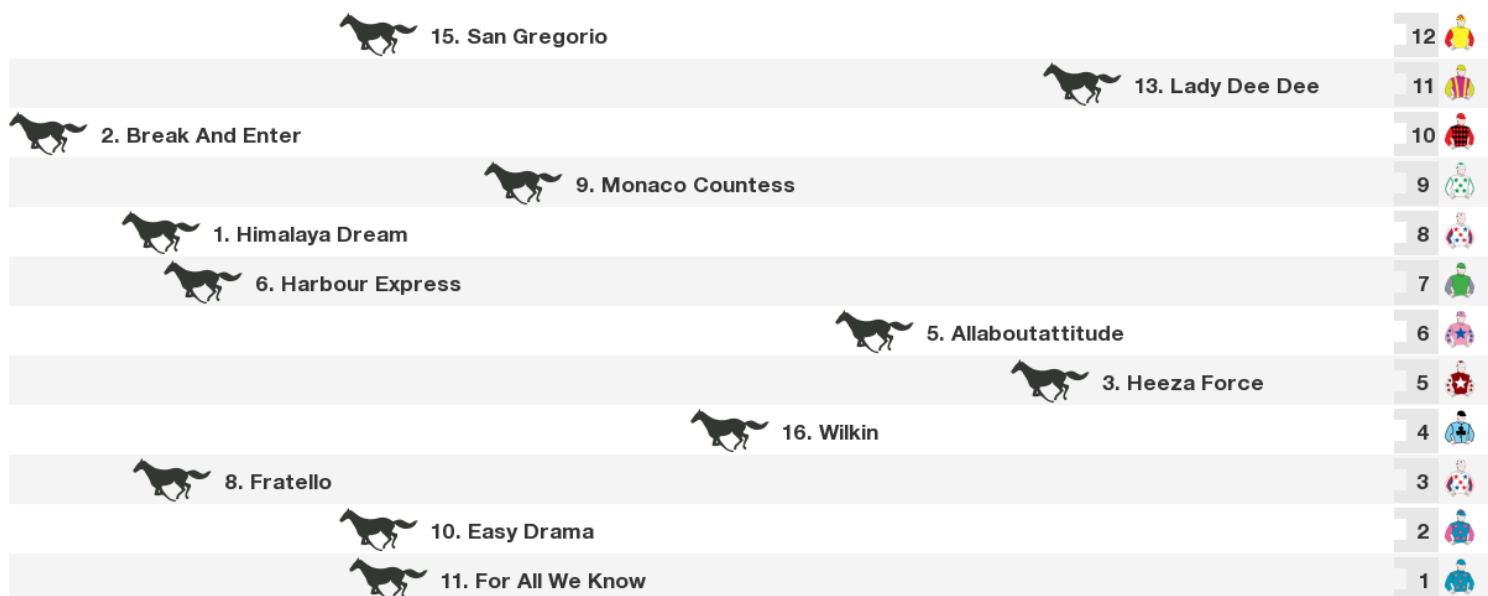 15. San Gregorio 12
13. Lady Dee Dee 11
2. Break And Enter 10
9. Monaco Countess 9
1. Himalaya Dream 8
6. Harbour Express 7
5. Allaboutattitude 6
3. Heeza Force 5
16. Wilkin 4
8. Fratello 3
10. Easy Drama 2
11. For All We Know 1